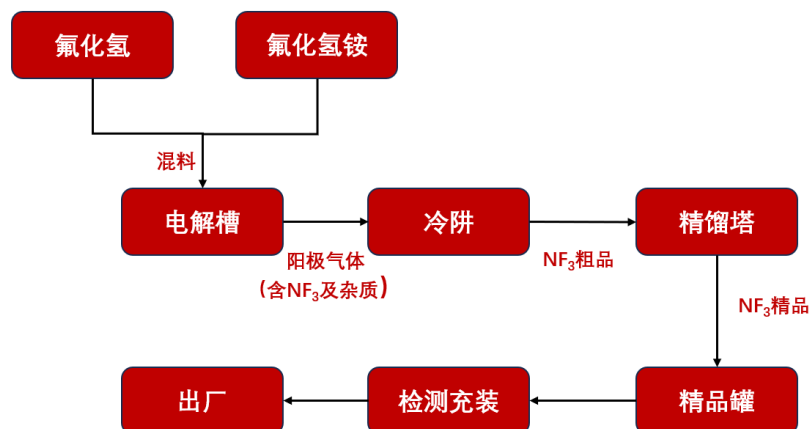 氟化氢
氟化氢铵
混料
电解槽
冷阱
精馏塔
阳极气体
(含NF₃及杂质)
NF₃粗品
NF₃精品
出厂
检测充装
精品罐